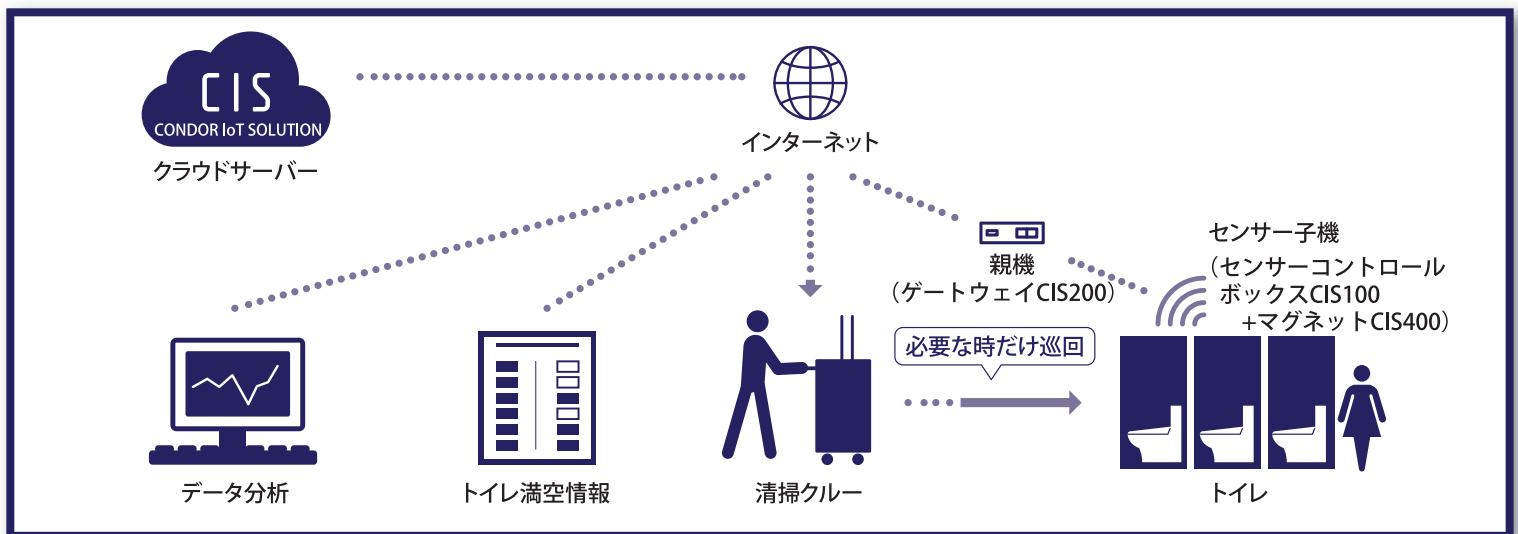 CIS
CONDOR IoT SOLUTION
クラウドサーバー
インターネット
センサー子機
(センサーコントロール
ボックスCIS100
+マグネットCIS400)
親機
(ゲートウェイCIS200)
必要な時だけ巡回
データ分析
トイレ満空情報
清掃クルー
トイレ